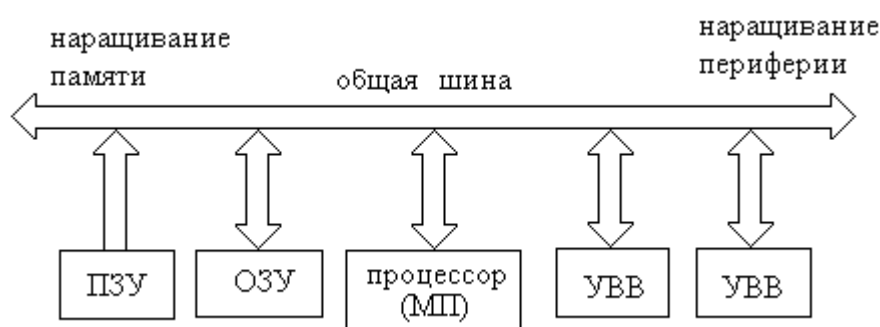 наращивание
памяти
общая шина
наращивание
периферии
ПЗУ
ОЗУ
процессор
(МП)
УВВ
УВВ